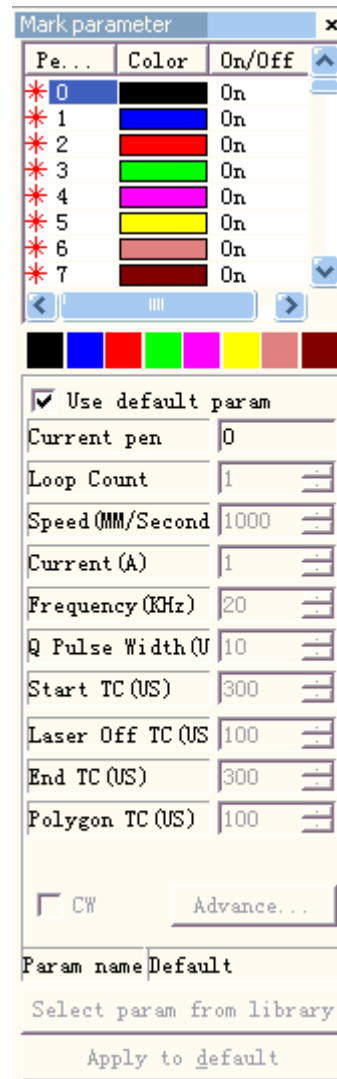 Mark parameter
Pe... Color On/Off
0 On
1 On
2 On
3 On
4 On
5 On
6 On
7 On
Use default param
Current pen 0
Loop Count 1
Speed(MM/Second 1000
Current(A) 1
Frequency(KHz) 20
Q Pulse Width(U 10
Start TC(US) 300
Laser Off TC(US 100
End TC(US) 300
Polygon TC(US) 100
CW Advance...
Param name Default
Select param from library
Apply to default